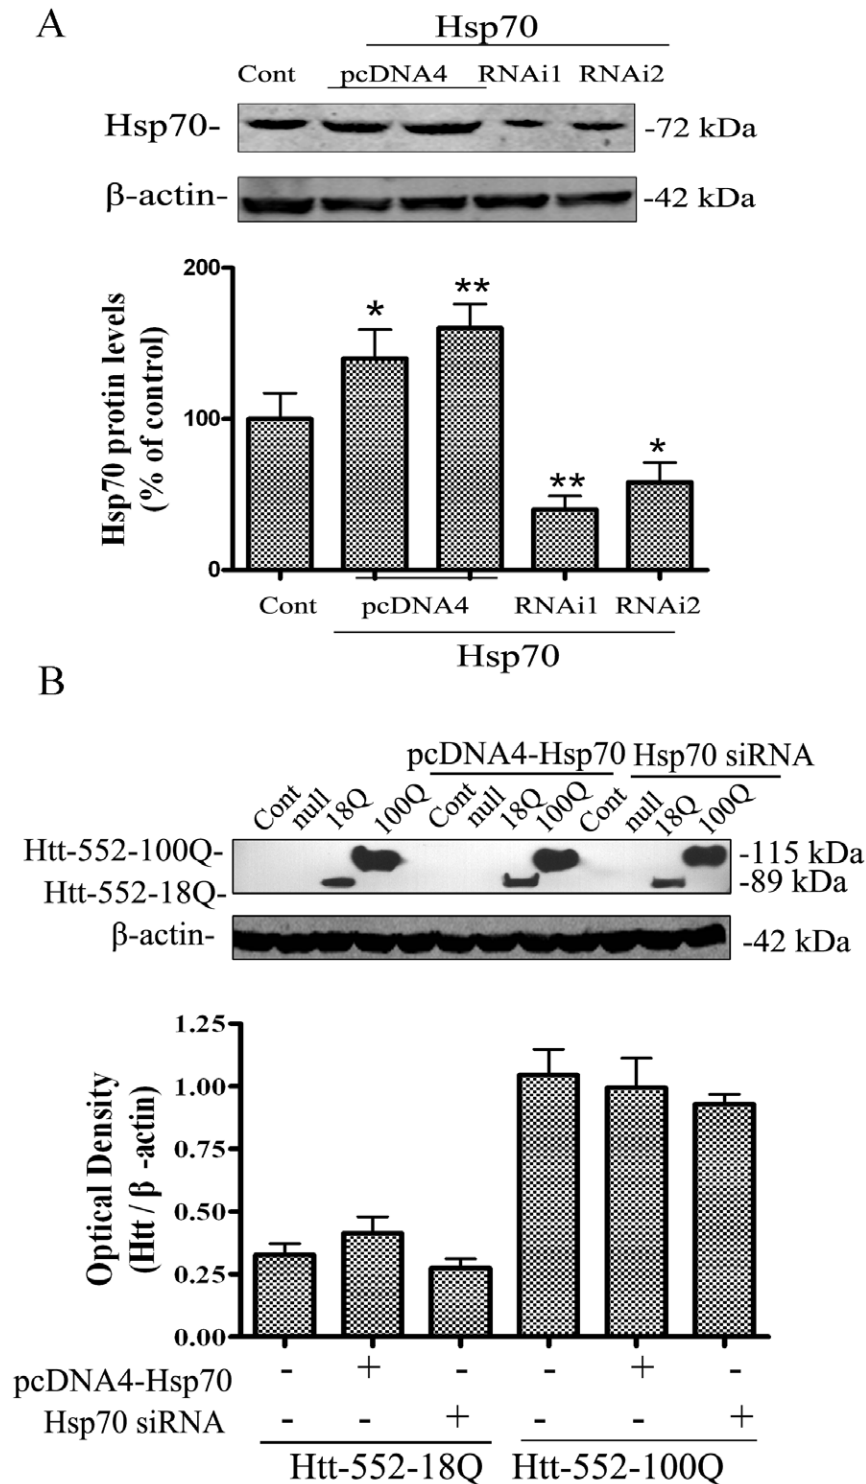 A
Hsp70
Cont pcDNA4 RNAi1 RNAi2
Hsp70- -72 kDa
β-actin- -42 kDa
Hsp70 protin levels
(% of control)
200
** 
*
100
*
**
0
Cont pcDNA4 RNAi1 RNAi2
Hsp70
B
pcDNA4-Hsp70 Hsp70 siRNA
Cont null 18Q 100Q Cont null 18Q 100Q Cont null 18Q 100Q
Htt-552-100Q- -115 kDa
Htt-552-18Q- -89 kDa
β-actin- -42 kDa
Optical Density
(Htt / β -actin)
1.25
1.00
0.75
0.50
0.25
0.00
pcDNA4-Hsp70 - + - - + -
Hsp70 siRNA - - + - - +
Htt-552-18Q Htt-552-100Q